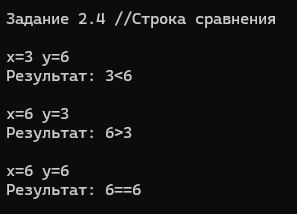 Задание 2.4 //Строка сравнения
x=3 y=6
Результат: 3<6
x=6 y=3
Результат: 6>3
x=6 y=6
Результат: 6==6